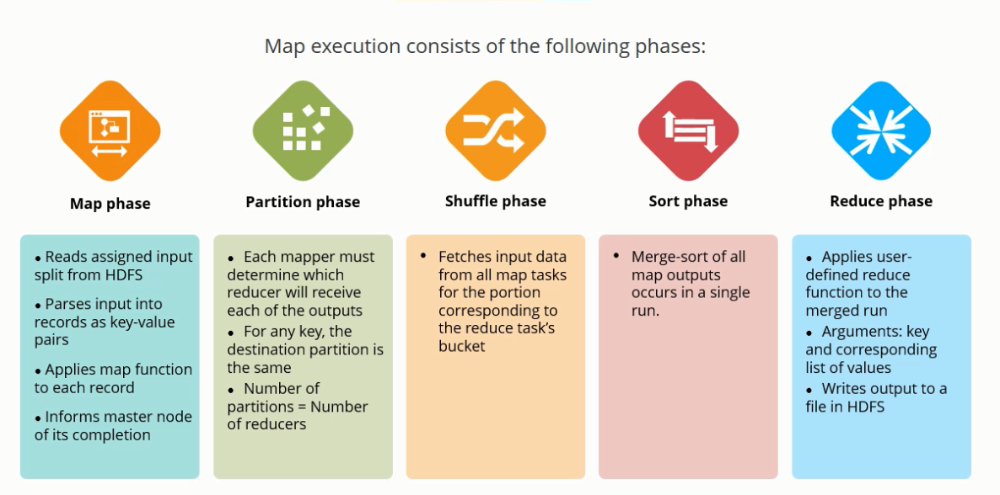 Map execution consists of the following phases:
Map phase
Partition phase
Shuffle phase
Sort phase
Reduce phase
• Reads assigned input
split from HDFS
• Parses input into
records as key-value
pairs
• Applies map function
to each record
• Informs master node
of its completion
• Each mapper must
determine which
reducer will receive
each of the outputs
• For any key, the
destination partition is
the same
• Number of
partitions = Number
of reducers
• Fetches input data
from all map tasks
for the portion
corresponding to
the reduce task’s
bucket
• Merge-sort of all
map outputs
occurs in a single
run.
• Applies user-
defined reduce
function to the
merged run
• Arguments: key
and corresponding
list of values
• Writes output to a
file in HDFS